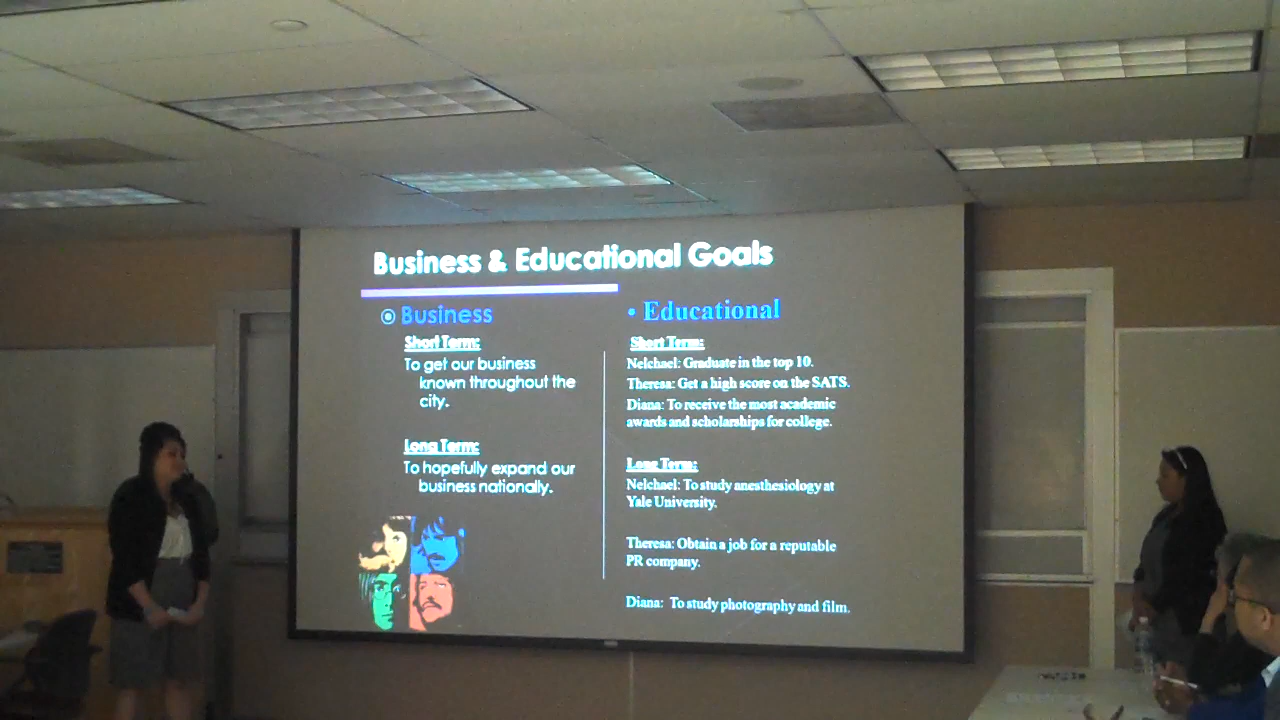 Business & Educational Goals
Business
Short Term:
To get our business
known throughout the
city.
Long Term:
To hopefully expand our
business nationally.
• Educational
Short Term:
Nelchael: Graduate in the top 10.
Theresa: Get a high score on the SATS.
Diana: To receive the most academic
awards and scholarships for college.
Long Term:
Nelchael: To study anesthesiology at
Yale University.
Theresa: Obtain a job for a reputable
PR company.
Diana: To study photography and film.